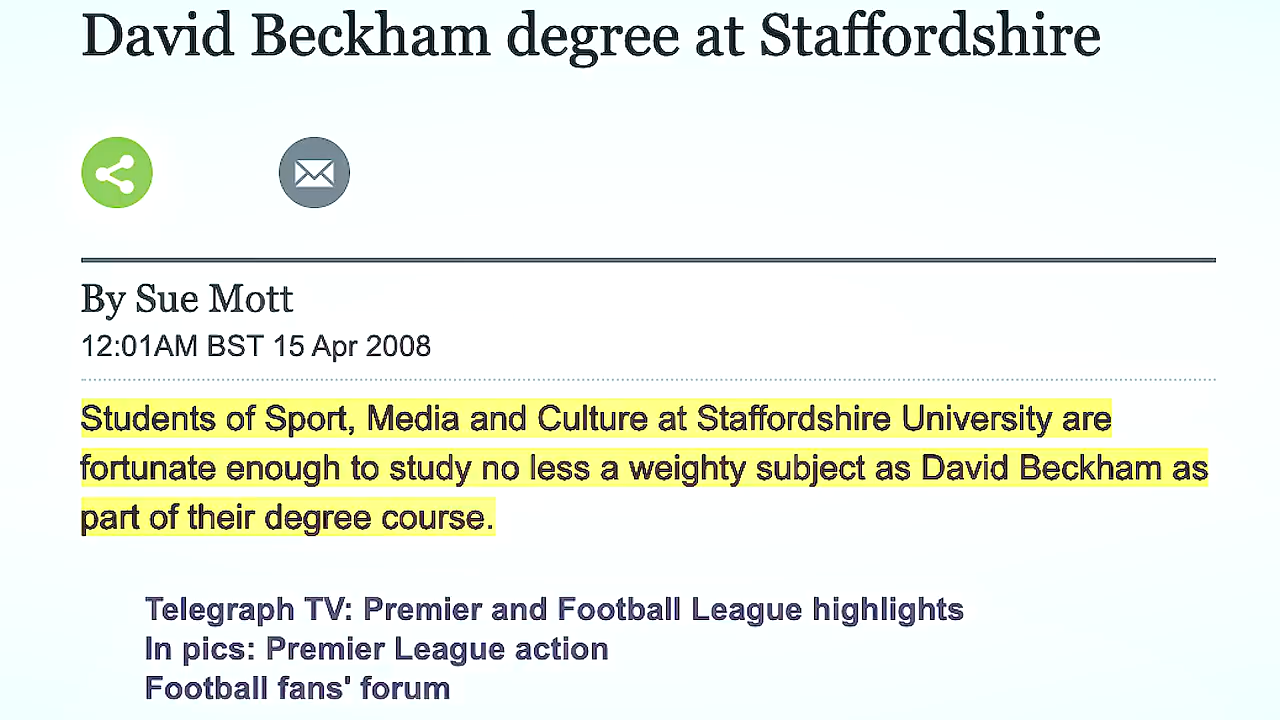 David Beckham degree at Staffordshire
By Sue Mott
12:01AM BST 15 Apr 2008
Students of Sport, Media and Culture at Staffordshire University are
fortunate enough to study no less a weighty subject as David Beckham as
part of their degree course.
Telegraph TV: Premier and Football League highlights
In pics: Premier League action
Football fans' forum